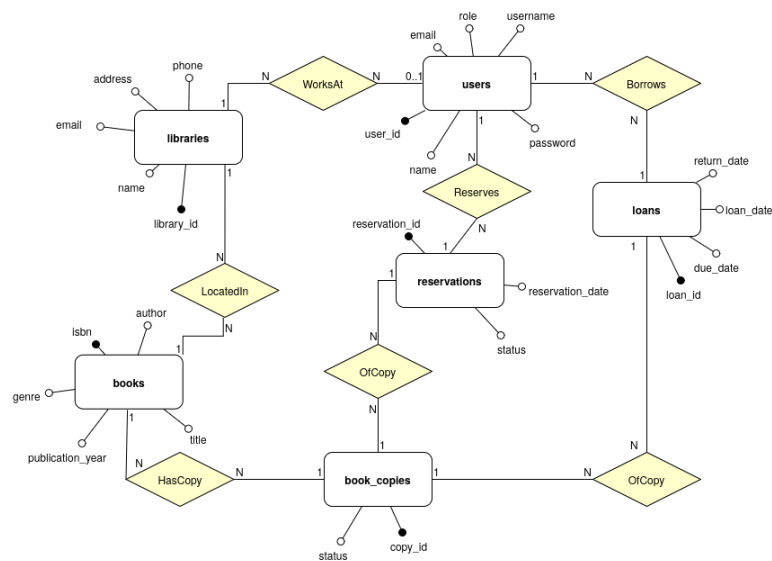 role
username
email
phone
address
N
WorksAt
N
0..1
users
1
N
Borrows
1
email
libraries
user_id
1
password
N
name
name
library_id
1
N
Reserves
N
return_date
1
loans
loan_date
due_date
loan_id
1
reservation_id
N
1
1
reservations
reservation_date
status
N
LocatedIn
N
author
isbn
1
books
genre
title
publication_year
1
N
OfCopy
N
1
N
HasCopy
N
1
book_copies
1
N
N
OfCopy
status
copy_id